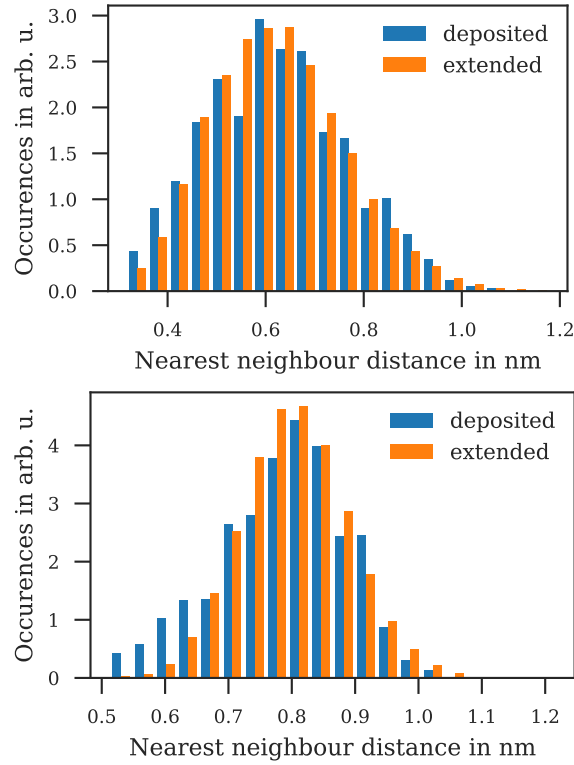 3.0
2.5
2.0
1.5
1.0
0.5
0.0
Occurences in arb. u.
deposited
extended
0.4 0.6 0.8 1.0 1.2
Nearest neighbour distance in nm
4
3
2
1
0
Occurences in arb. u.
deposited
extended
0.5 0.6 0.7 0.8 0.9 1.0 1.1 1.2
Nearest neighbour distance in nm